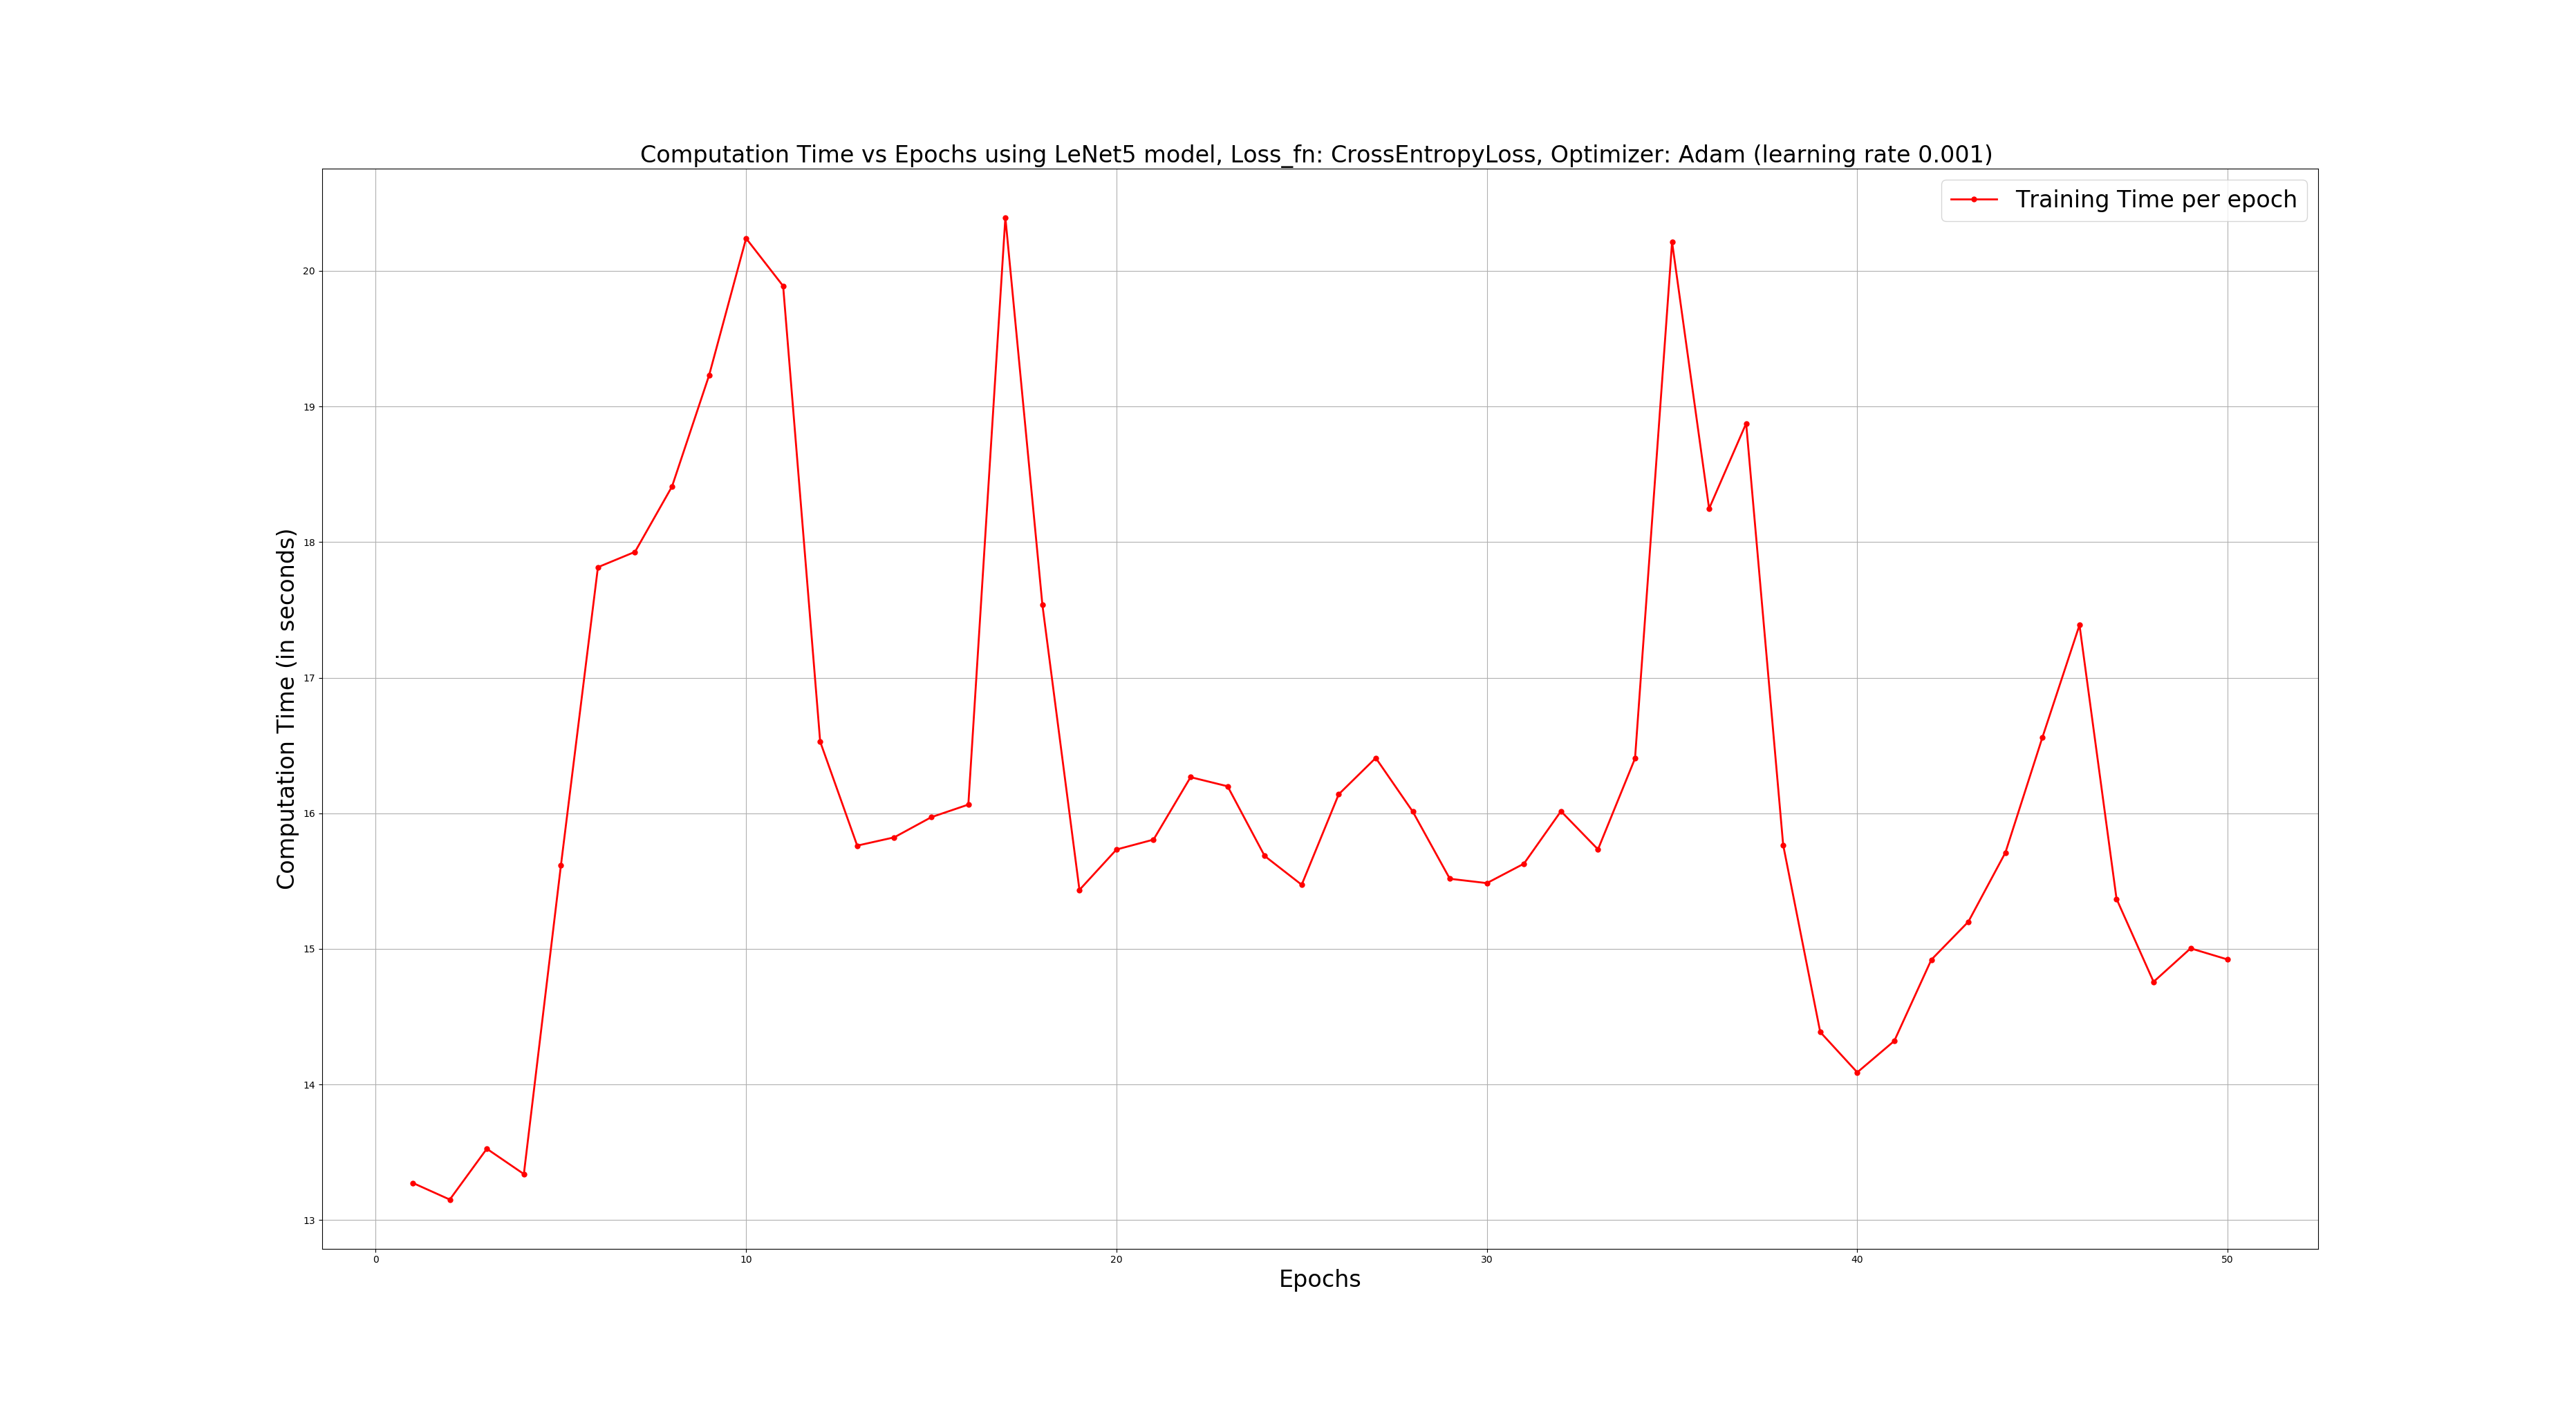 Computation Time vs Epochs using LeNet5 model, Loss_fn: CrossEntropyLoss, Optimizer: Adam (learning rate 0.001)
Training Time per epoch
Computation Time (in seconds)
20
19
18
17
16
15
14
13
0 10 20 30 40 50
Epochs